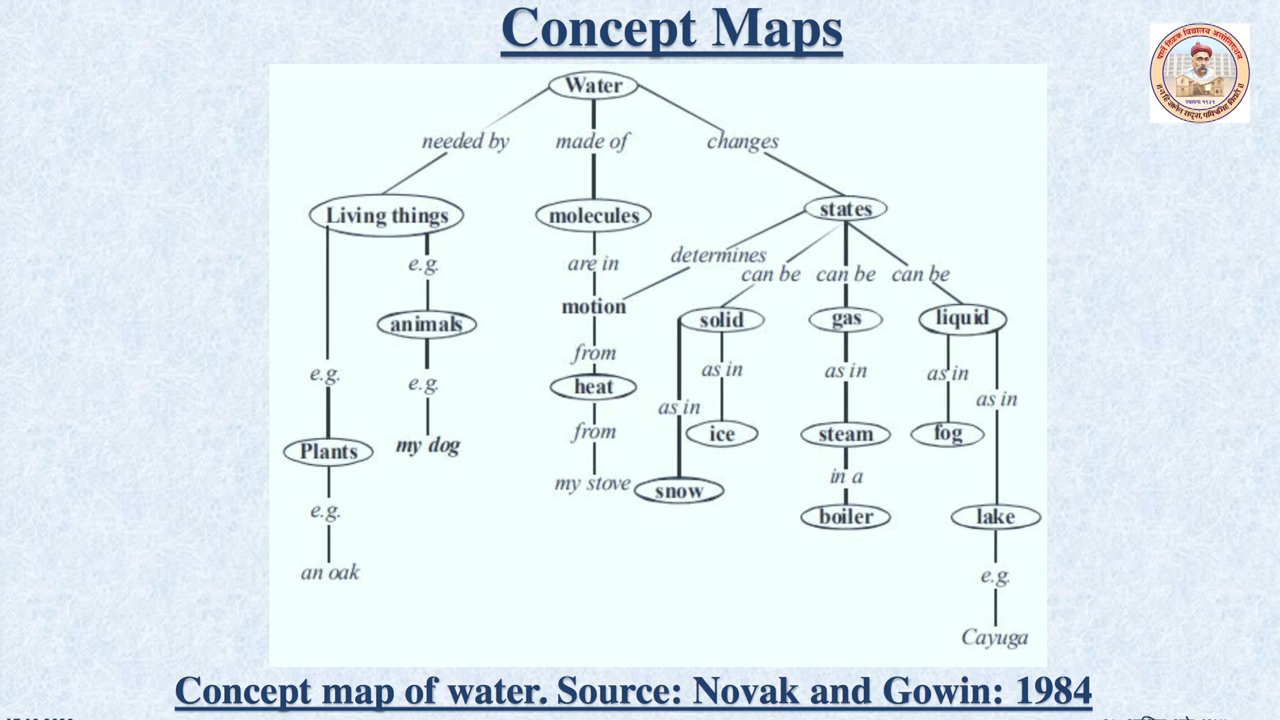 Concept Maps
Water
needed by made of changes
Living things molecules states
determines
e.g. are in can be can be can be
motion
animals solid gas liquid
from
e.g. e.g. heat as in as in as in
as in as in
from
Plants my dog ice steam fog
my stove snow in a
e.g. boiler lake
an oak e.g.
Cayuga
Concept map of water. Source: Novak and Gowin: 1984